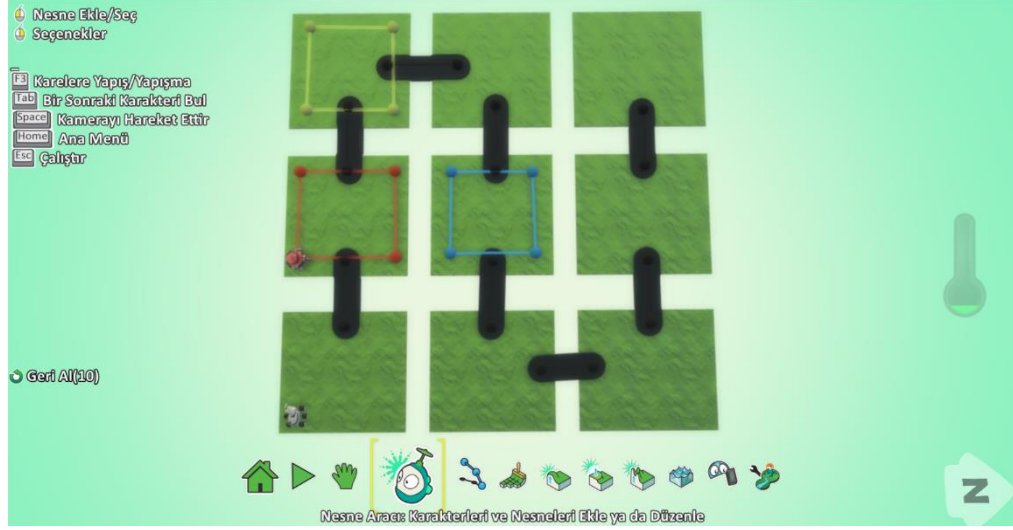 Nesne Ekle/Seç
Seçenekler
F3 Karelere Yapış/Yapışma
Tab Bir Sonraki Karakteri Bul
Space Kamerayı Hareket Ettir
Home Ana Menü
Esc Çalıştır
Geri Al(10)
Nesne Aracı: Karakterleri ve Nesneleri Ekle ya da Düzenle
Z